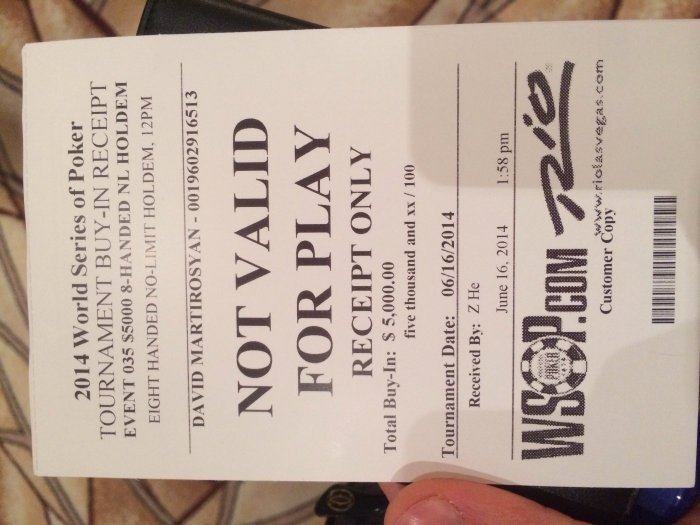 2014 World Series of Poker
TOURNAMENT BUY-IN RECEIPT
EVENT 035 $5000 8-HANDED NL HOLDEM
EIGHT HANDED NO-LIMIT HOLDEM, 12PM
DAVID MARTIROSYAN - 0019602916513
NOT VALID
FOR PLAY
RECEIPT ONLY
Total Buy-In: $ 5,000.00
five thousand and xx / 100
Tournament Date: 06/16/2014
Received By: Z He
June 16, 2014 1:58 pm
WSOP.COM Rio
www.riolasvegas.com
Customer Copy